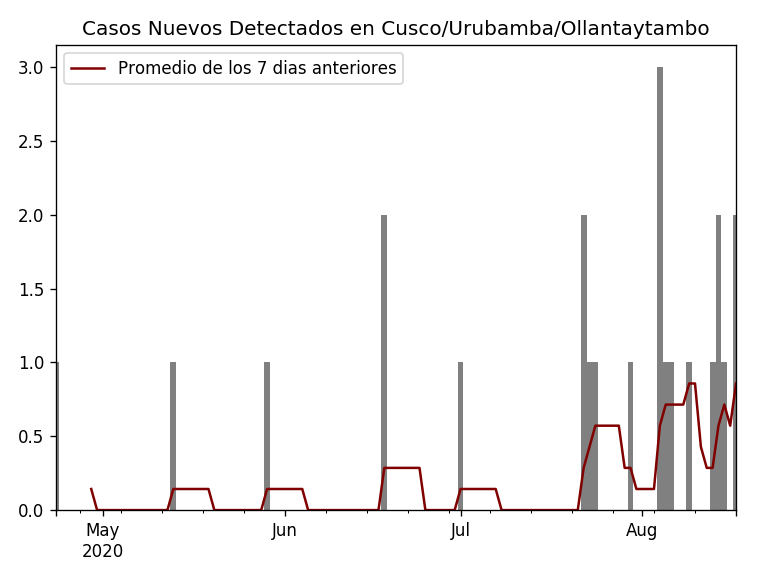 Casos Nuevos Detectados en Cusco/Urubamba/Ollantaytambo
Promedio de los 7 dias anteriores
3.0
2.5
2.0
1.5
1.0
0.5
0.0
May Jun Jul Aug
2020